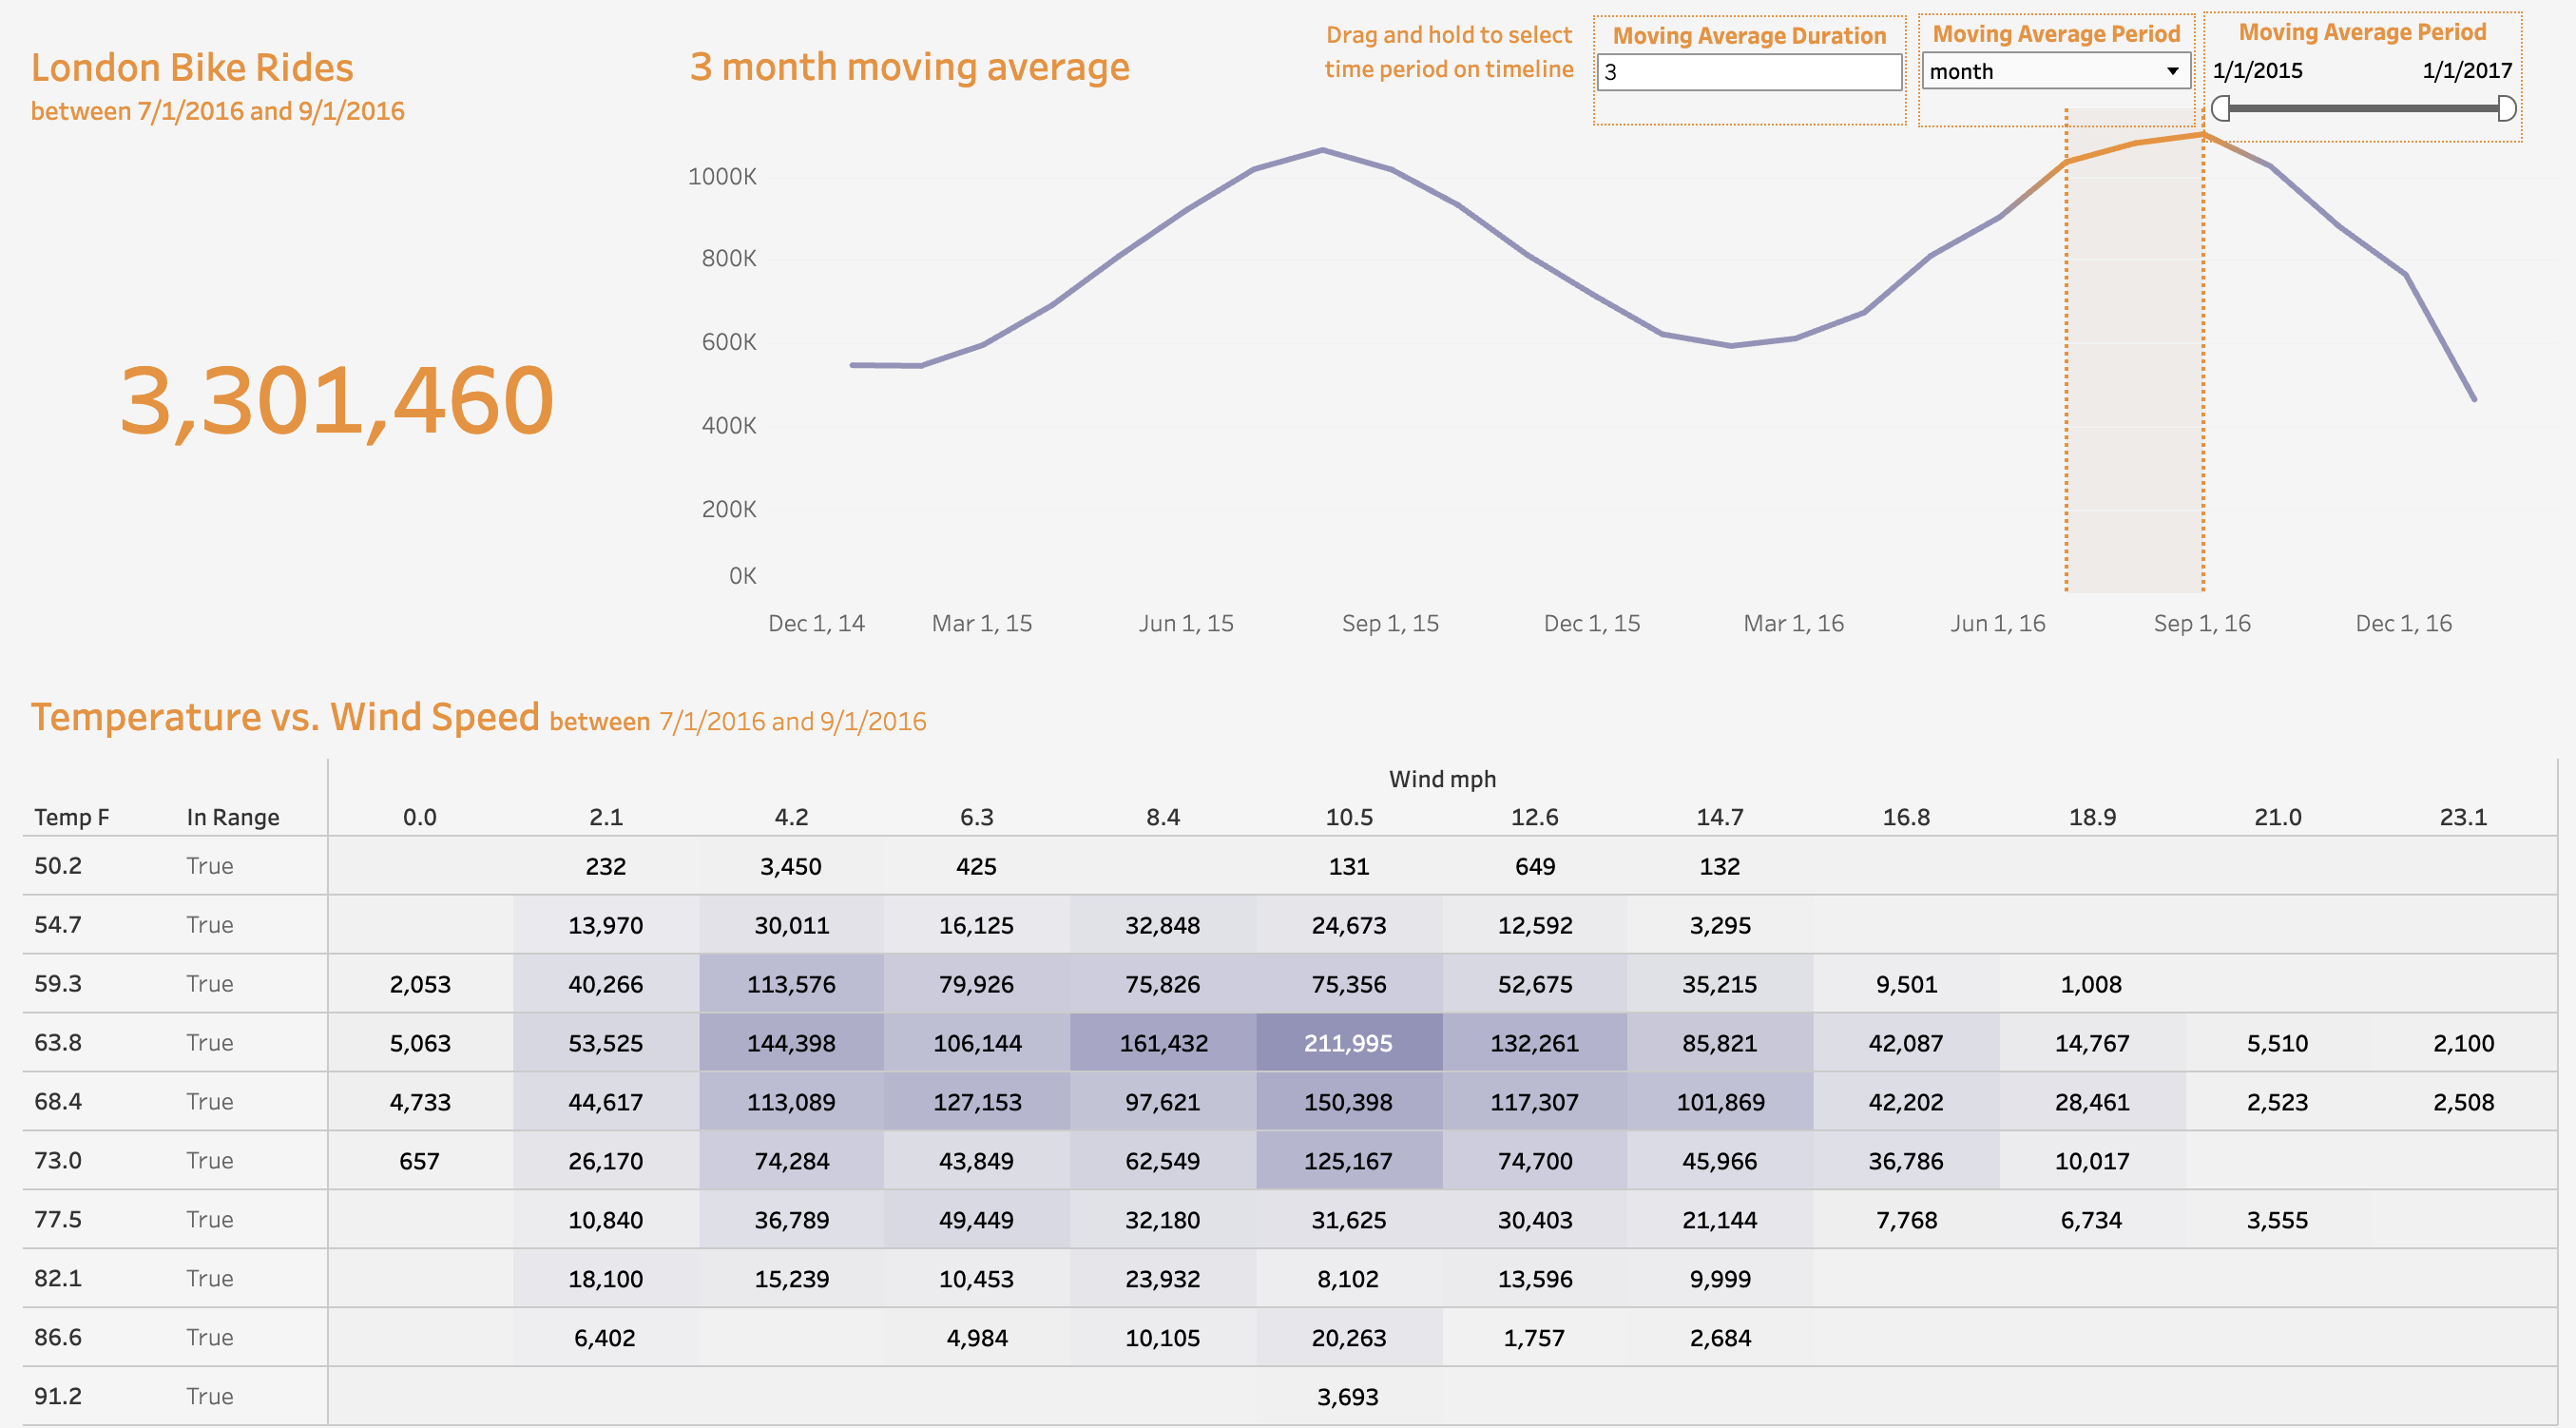 London Bike Rides
between 7/1/2016 and 9/1/2016
3,301,460
3 month moving average
Drag and hold to select
time period on timeline
Moving Average Duration
3
Moving Average Period
month
Moving Average Period
1/1/2015 1/1/2017
1000K
800K
600K
400K
200K
0K
Dec 1, 14 Mar 1, 15 Jun 1, 15 Sep 1, 15 Dec 1, 15 Mar 1, 16 Jun 1, 16 Sep 1, 16 Dec 1, 16
Temperature vs. Wind Speed between 7/1/2016 and 9/1/2016
Wind mph
Temp F In Range 0.0 2.1 4.2 6.3 8.4 10.5 12.6 14.7 16.8 18.9 21.0 23.1
50.2 True 232 3,450 425 131 649 132
54.7 True 13,970 30,011 16,125 32,848 24,673 12,592 3,295
59.3 True 2,053 40,266 113,576 79,926 75,826 75,356 52,675 35,215 9,501 1,008
63.8 True 5,063 53,525 144,398 106,144 161,432 211,995 132,261 85,821 42,087 14,767 5,510 2,100
68.4 True 4,733 44,617 113,089 127,153 97,621 150,398 117,307 101,869 42,202 28,461 2,523 2,508
73.0 True 657 26,170 74,284 43,849 62,549 125,167 74,700 45,966 36,786 10,017
77.5 True 10,840 36,789 49,449 32,180 31,625 30,403 21,144 7,768 6,734 3,555
82.1 True 18,100 15,239 10,453 23,932 8,102 13,596 9,999
86.6 True 6,402 4,984 10,105 20,263 1,757 2,684
91.2 True 3,693